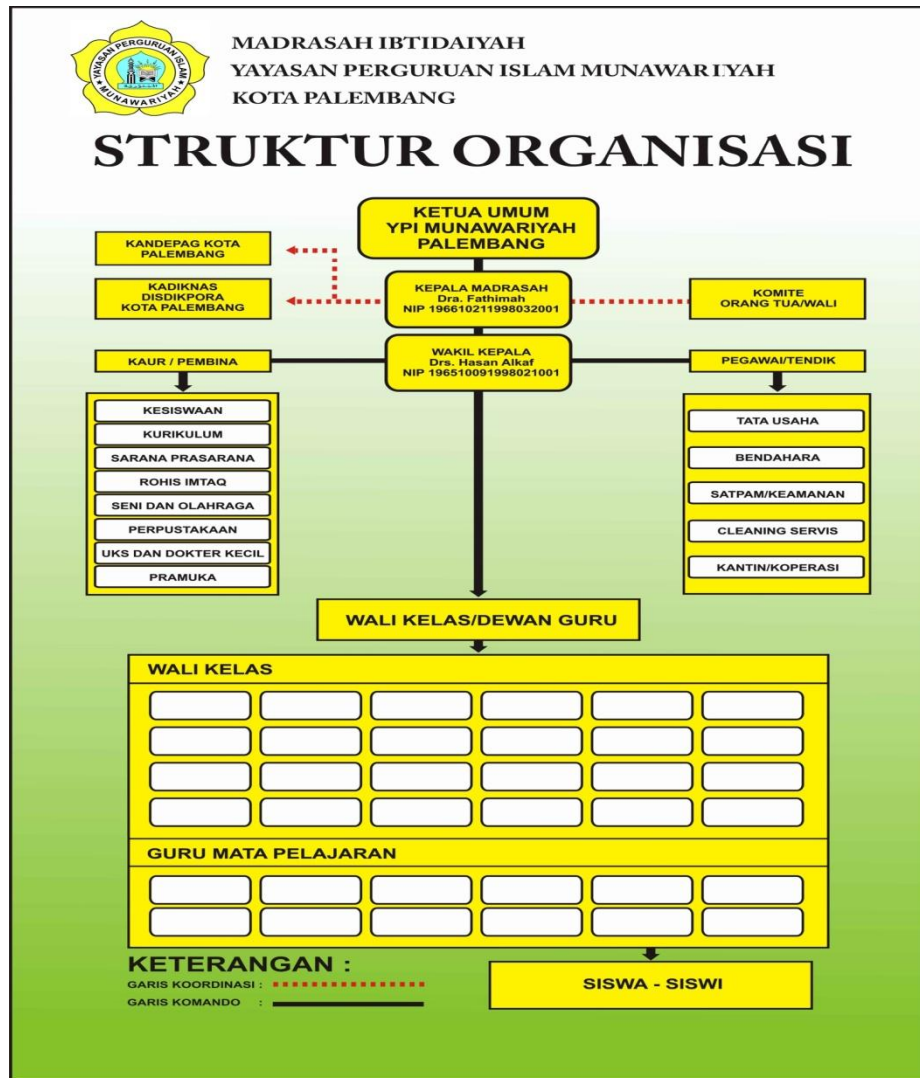 YAYASAN PERGURUAN ISLAM
MUNAWARIYAH
MADRASAH IBTIDAIYAH
YAYASAN PERGURUAN ISLAM MUNAWARIYAH
KOTA PALEMBANG
STRUKTUR ORGANISASI
KETUA UMUM
YPI MUNAWARIYAH
PALEMBANG
KANDEPAG KOTA
PALEMBANG
KADIKNAS
DISDIKPORA
KOTA PALEMBANG
KEPALA MADRASAH
Dra. Fathimah
NIP 196610211998032001
KOMITE
ORANG TUA/WALI
KAUR / PEMBINA
WAKIL KEPALA
Drs. Hasan Alkaf
NIP 196510091998021001
PEGAWAI/TENDIK
KESISWAAN
KURIKULUM
SARANA PRASARANA
ROHIS IMTAQ
SENI DAN OLAHRAGA
PERPUSTAKAAN
UKS DAN DOKTER KECIL
PRAMUKA
TATA USAHA
BENDAHARA
SATPAM/KEAMANAN
CLEANING SERVIS
KANTIN/KOPERASI
WALI KELAS/DEWAN GURU
WALI KELAS
GURU MATA PELAJARAN
KETERANGAN :
GARIS KOORDINASI :
GARIS KOMANDO :
SISWA - SISWI